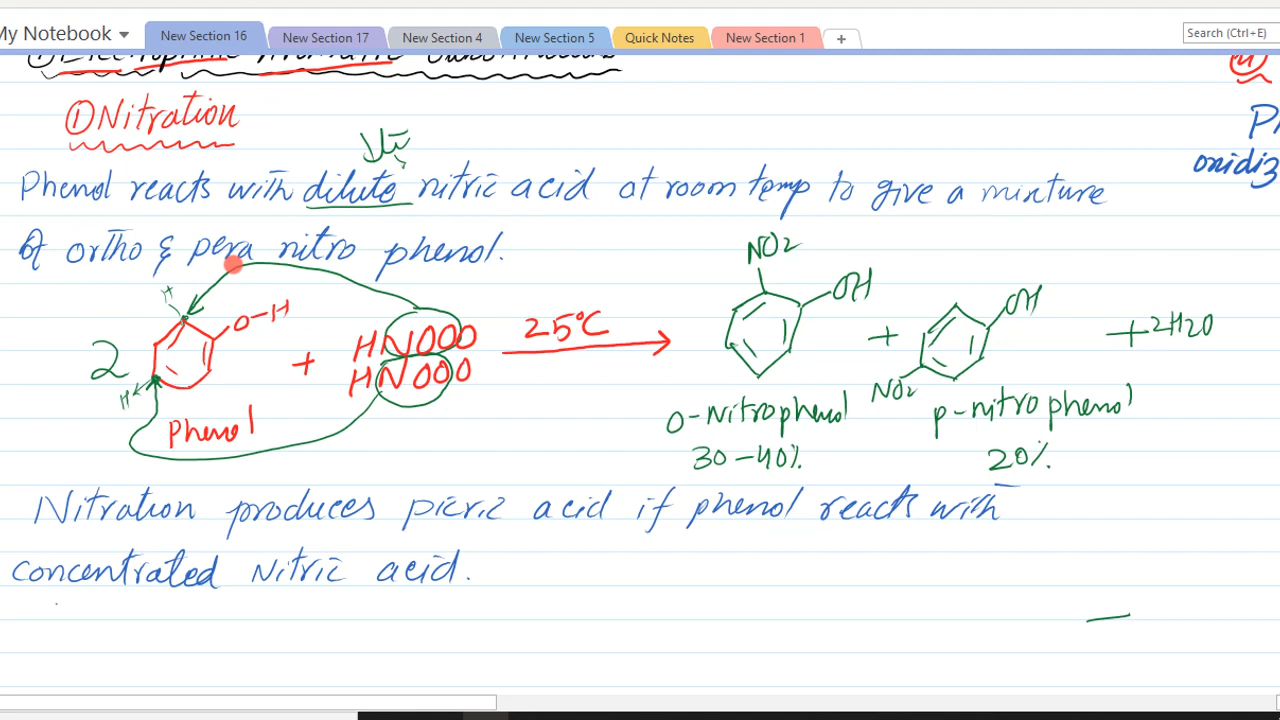 My Notebook
New Section 16
New Section 17
New Section 4
New Section 5
Quick Notes
New Section 1
Search (Ctrl+E)
① Nitration
پتلا
Phenol reacts with dilute nitric acid at room temp to give a mixture
of ortho & pera nitro phenol.
2
H
O-H
H
Phenol
+
HNOOO
HNOOO
25°C
NO2
OH
o-Nitrophenol
30-40%
+
OH
NO2
p-nitrophenol
20%
+2H2O
Nitration produces picric acid if phenol reacts with
concentrated Nitric acid.